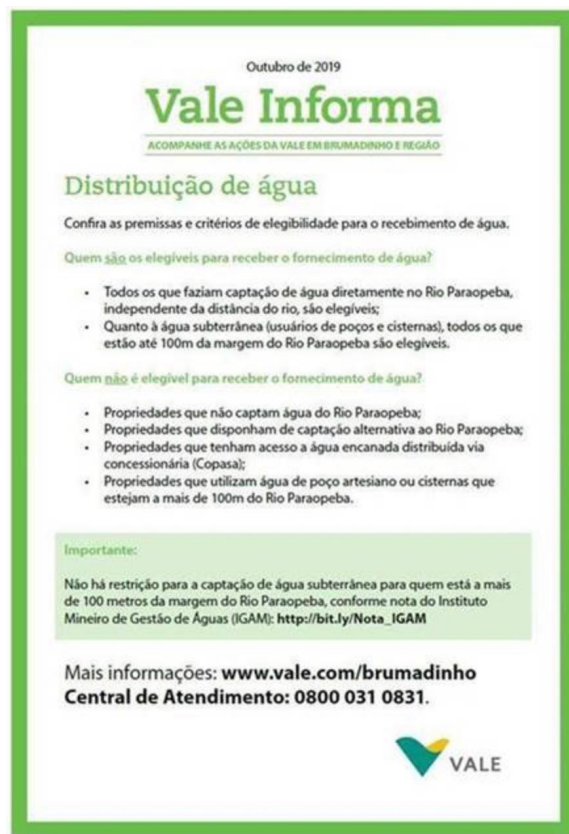 Outubro de 2019
Vale Informa
ACOMPANHE AS AÇÕES DA VALE EM BRUMADINHO E REGIÃO
Distribuição de água
Confira as premissas e critérios de elegibilidade para o recebimento de água.
Quem são os elegíveis para receber o fornecimento de água?
• Todos os que faziam captação de água diretamente no Rio Paraopeba,
independente da distância do rio, são elegíveis;
• Quanto à água subterrânea (usuários de poços e cisternas), todos os que
estão até 100m da margem do Rio Paraopeba são elegíveis.
Quem não é elegível para receber o fornecimento de água?
• Propriedades que não captam água do Rio Paraopeba;
• Propriedades que disponham de captação alternativa ao Rio Paraopeba;
• Propriedades que tenham acesso a água encanada distribuída via
concessionária (Copasa);
• Propriedades que utilizam água de poço artesiano ou cisternas que
estejam a mais de 100m do Rio Paraopeba.
Importante:
Não há restrição para a captação de água subterrânea para quem está a mais
de 100 metros da margem do Rio Paraopeba, conforme nota do Instituto
Mineiro de Gestão de Águas (IGAM): http://bit.ly/Nota_IGAM
Mais informações: www.vale.com/brumadinho
Central de Atendimento: 0800 031 0831.
VALE